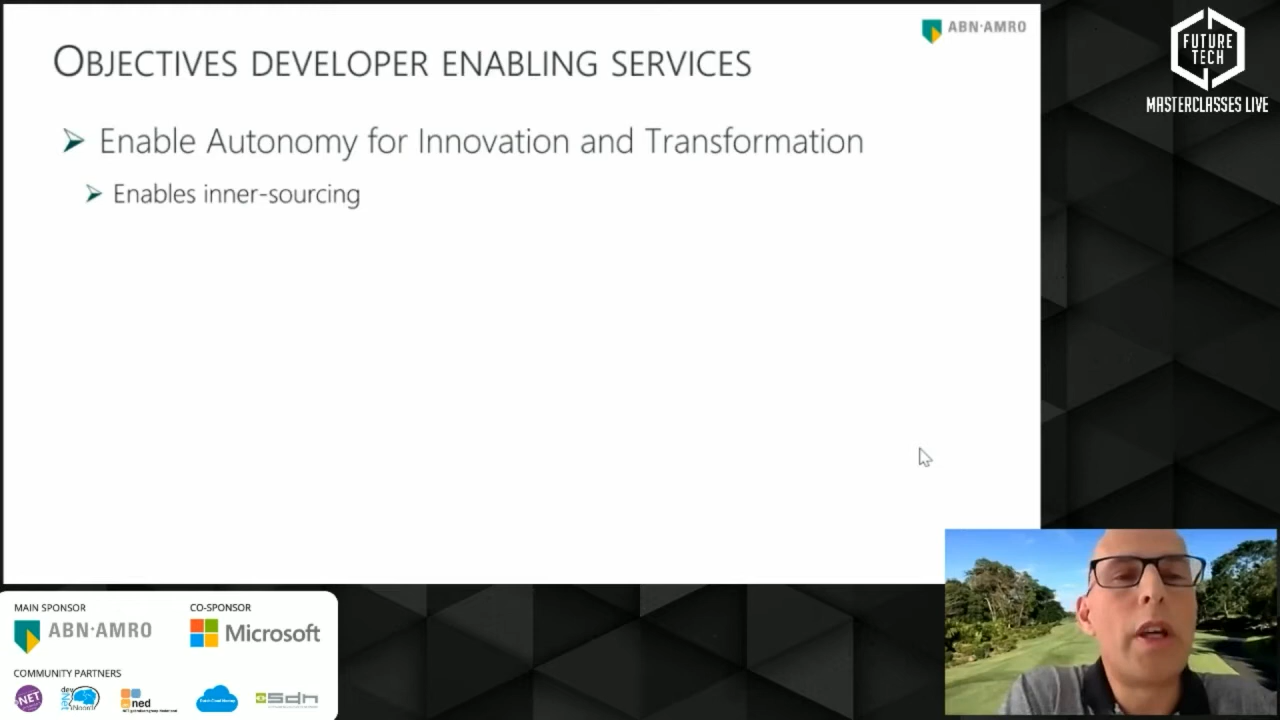 OBJECTIVES DEVELOPER ENABLING SERVICES
ABN·AMRO
FUTURE
TECH
MASTERCLASSES LIVE
Enable Autonomy for Innovation and Transformation
Enables inner-sourcing
MAIN SPONSOR
ABN·AMRO
CO-SPONSOR
Microsoft
COMMUNITY PARTNERS
.NET
dev
ned
sdn